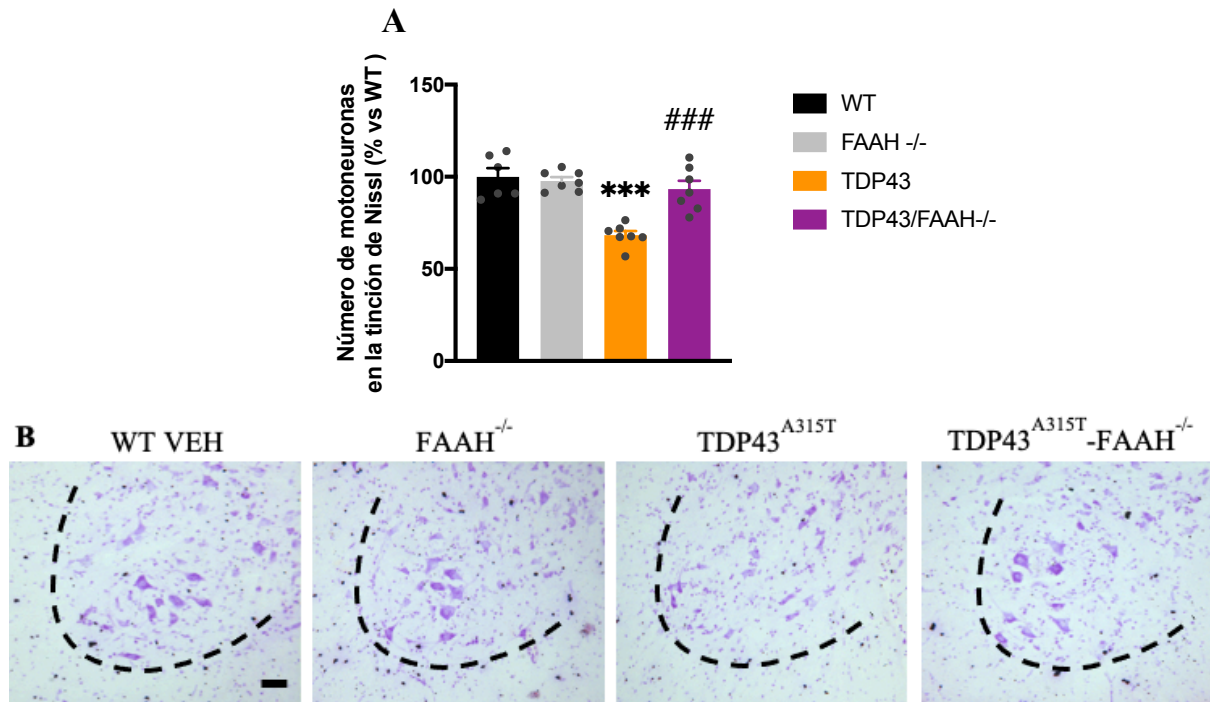 A
Número de motoneuronas
en la tinción de Nissl (% vs WT )
150
100
50
0
***
###
WT
FAAH -/-
TDP43
TDP43/FAAH-/-
B
WT VEH
FAAH-/-
TDP43A315T
TDP43A315T-FAAH-/-